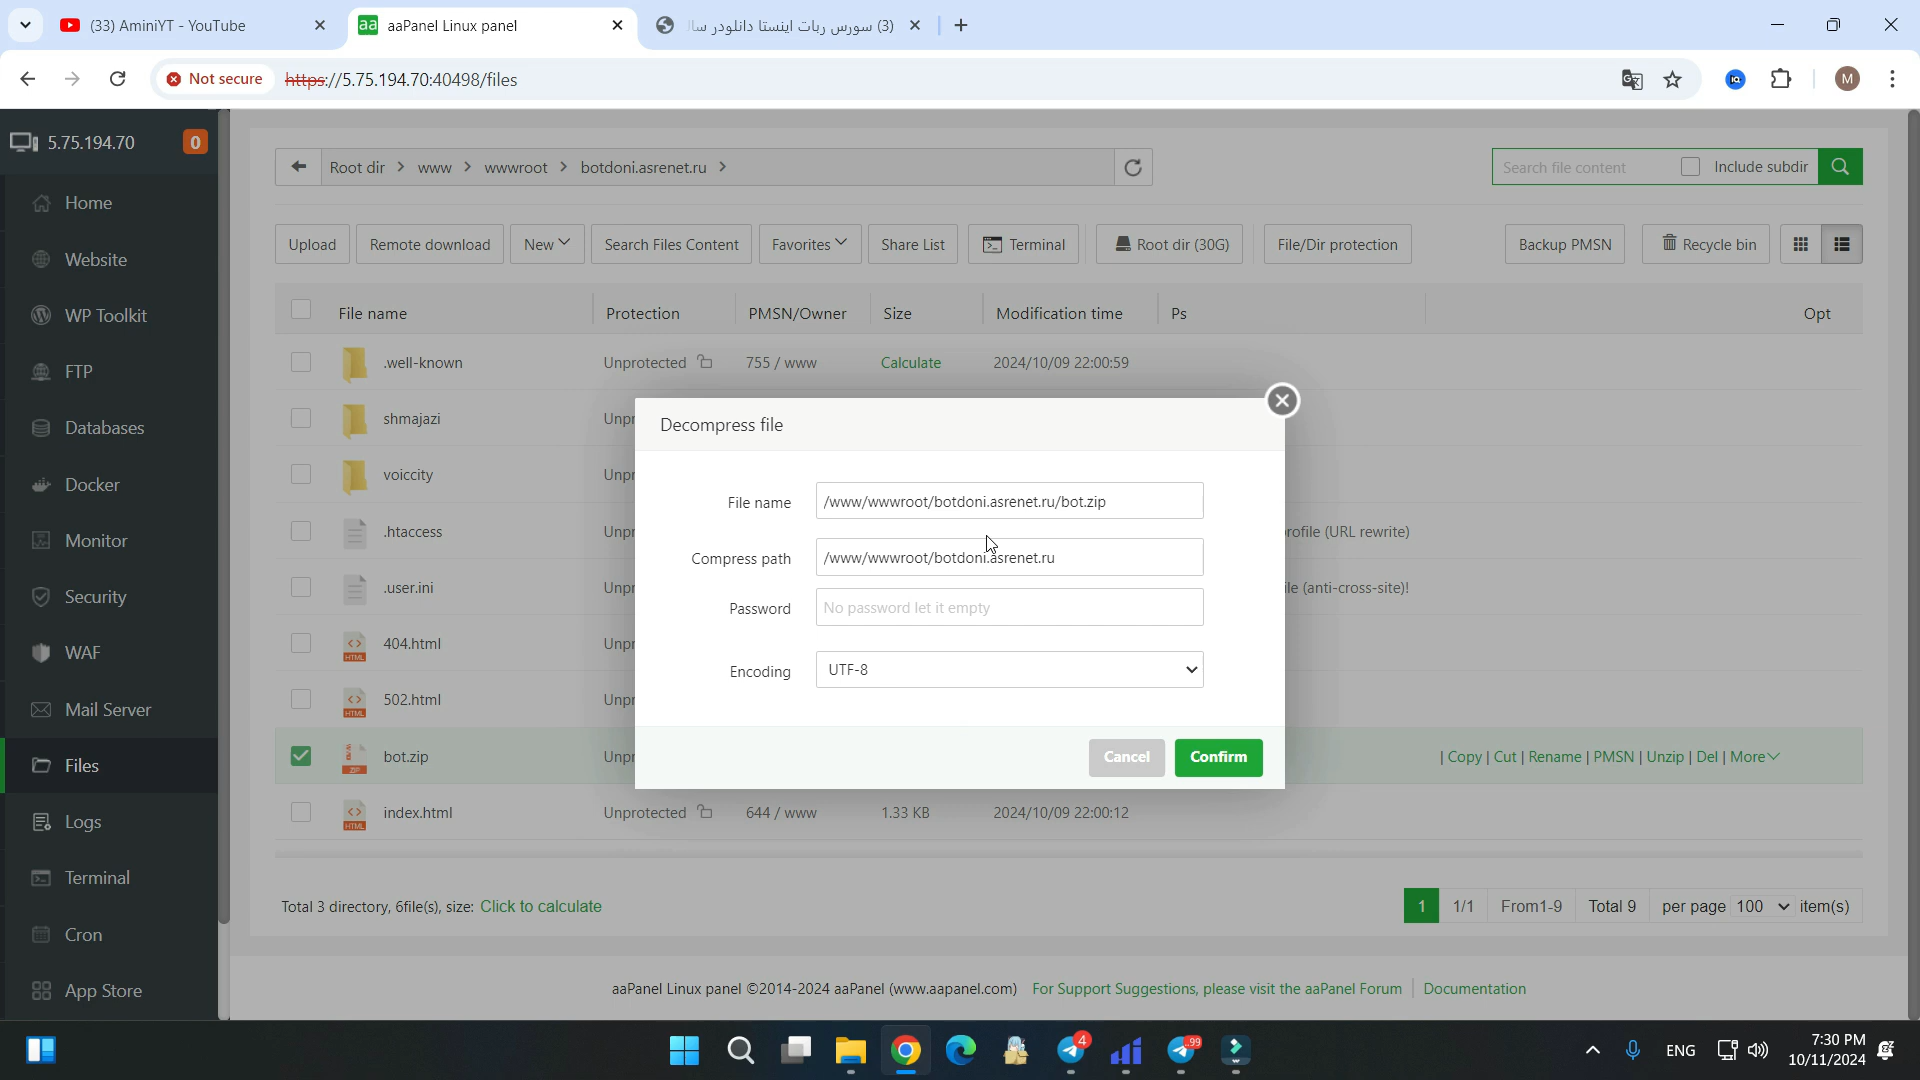 (33) AminiYT - YouTube
aaPanel Linux panel
(3) سورس ربات اینستا دانلودر سا
Not secure
https://5.75.194.70:40498/files
M
5.75.194.70
0
Root dir > www > wwwroot > botdoni.asrenet.ru >
Search file content
Include subdir
Home
Upload
Remote download
New
Search Files Content
Favorites
Share List
Terminal
Root dir (30G)
File/Dir protection
Backup PMSN
Recycle bin
Website
File name
Protection
PMSN/Owner
Size
Modification time
Ps
Opt
WP Toolkit
.well-known
Unprotected
755 / www
Calculate
2024/10/09 22:00:59
FTP
shmajazi
Unpr
Decompress file
Databases
voiccity
Unpr
Docker
File name
/www/wwwroot/botdoni.asrenet.ru/bot.zip
.htaccess
Unpr
rofile (URL rewrite)
Monitor
Compress path
/www/wwwroot/botdoni.asrenet.ru
.user.ini
Unpr
ile (anti-cross-site)!
Security
Password
No password let it empty
404.html
Unpr
WAF
Encoding
UTF-8
502.html
Unpr
Mail Server
bot.zip
Unpr
Cancel
Confirm
| Copy | Cut | Rename | PMSN | Unzip | Del | More
Files
index.html
Unprotected
644 / www
1.33 KB
2024/10/09 22:00:12
Logs
Terminal
Total 3 directory, 6file(s), size: Click to calculate
1
1/1
From1-9
Total 9
per page 100 item(s)
Cron
App Store
aaPanel Linux panel ©2014-2024 aaPanel (www.aapanel.com)
For Support Suggestions, please visit the aaPanel Forum
Documentation
4
99
ENG
7:30 PM
10/11/2024